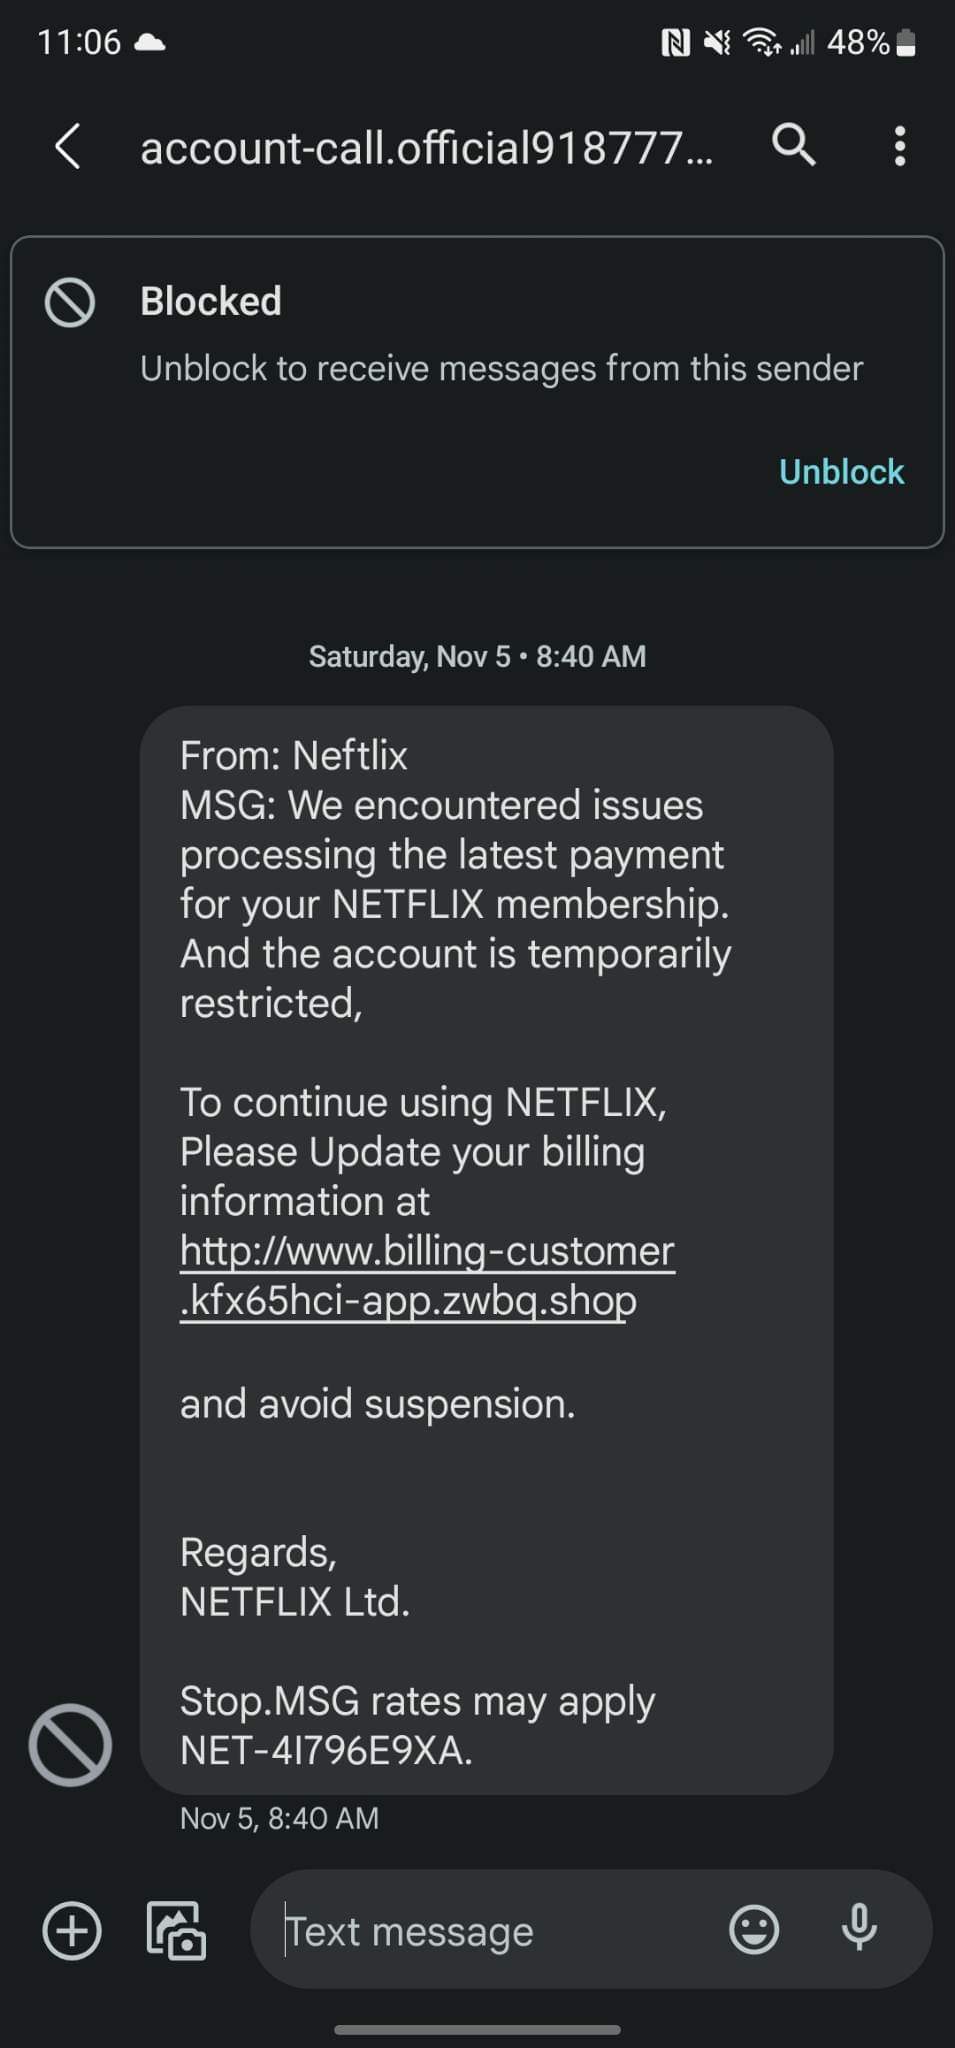 11:06 48%
account-call.official918777...
Blocked
Unblock to receive messages from this sender
Unblock
Saturday, Nov 5 • 8:40 AM
From: Neftlix
MSG: We encountered issues
processing the latest payment
for your NETFLIX membership.
And the account is temporarily
restricted,
To continue using NETFLIX,
Please Update your billing
information at
http://www.billing-customer
.kfx65hci-app.zwbq.shop
and avoid suspension.
Regards,
NETFLIX Ltd.
Stop.MSG rates may apply
NET-4I796E9XA.
Nov 5, 8:40 AM
Text message